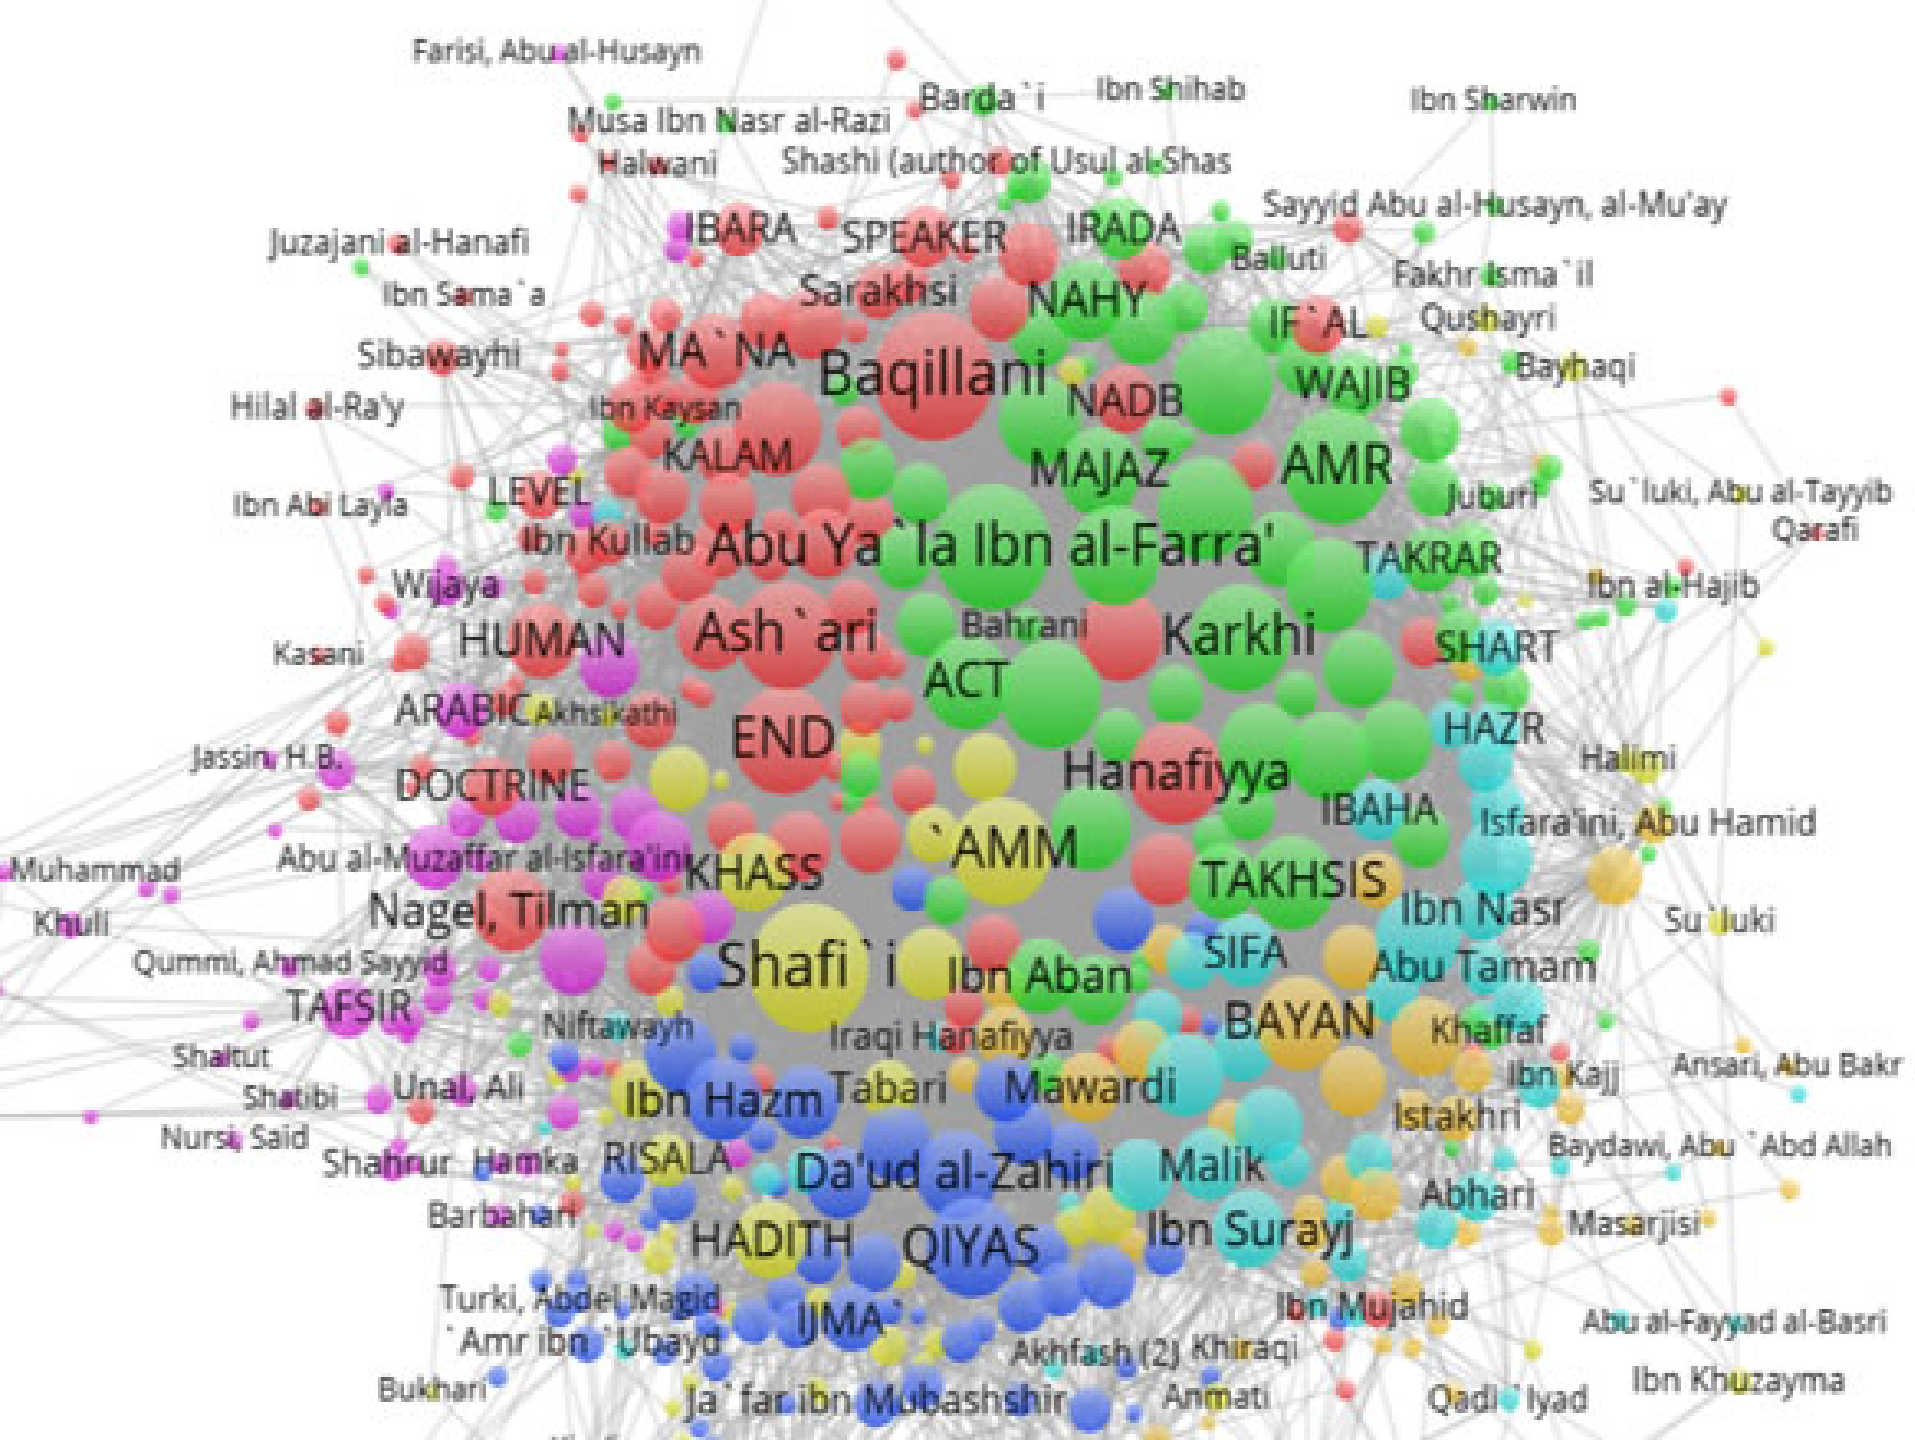 Farisi, Abu al-Husayn
Barda`i
Ibn Shihab
Ibn Sharwin
Musa Ibn Nasr al-Razi
Halwani
Shashi (author of Usul al-Shas
Sayyid Abu al-Husayn, al-Mu'ay
IBARA
SPEAKER
IRADA
Juzajani al-Hanafi
Balluti
Fakhr Isma`il
Ibn Sama`a
Sarakhsi
NAHY
IF`AL
Qushayri
Sibawayhi
MA`NA
Baqillani
Bayhaqi
WAJIB
NADB
Hilal al-Ra'y
Ibn Kaysan
KALAM
MAJAZ
AMR
LEVEL
Juburi
Su`luki, Abu al-Tayyib
Ibn Abi Layla
Qarafi
Ibn Kullab
Abu Ya`la Ibn al-Farra'
TAKRAR
Wijaya
Ibn al-Hajib
HUMAN
Ash`ari
Bahrani
Karkhi
SHART
Kasani
ACT
ARABIC
Akhsikathi
END
HAZR
Jassin, H.B.
Halimi
DOCTRINE
Hanafiyya
IBAHA
Isfara'ini, Abu Hamid
`AMM
Abu al-Muzaffar al-Isfara'ini
KHASS
TAKHSIS
Muhammad
Nagel, Tilman
Ibn Nasr
Khuli
Su`luki
SIFA
Qummi, Ahmad Sayyid
Shafi`i
Ibn Aban
Abu Tamam
TAFSIR
Niftawayh
Iraqi Hanafiyya
BAYAN
Khaffaf
Shaltut
Ansari, Abu Bakr
Ibn Kajj
Shatibi
Unal, Ali
Ibn Hazm
Tabari
Mawardi
Istakhri
Nursi, Said
Baydawi, Abu `Abd Allah
Shahrur
Hamka
RISALA
Da'ud al-Zahiri
Malik
Abhari
Barbahari
Masarjisi
HADITH
QIYAS
Ibn Surayj
Turki, Abdel Magid
IJMA`
Ibn Mujahid
Abu al-Fayyad al-Basri
`Amr ibn `Ubayd
Akhfash (2)
Khiraqi
Bukhari
Ja`far ibn Mubashshir
Anmati
Qadi `Iyad
Ibn Khuzayma